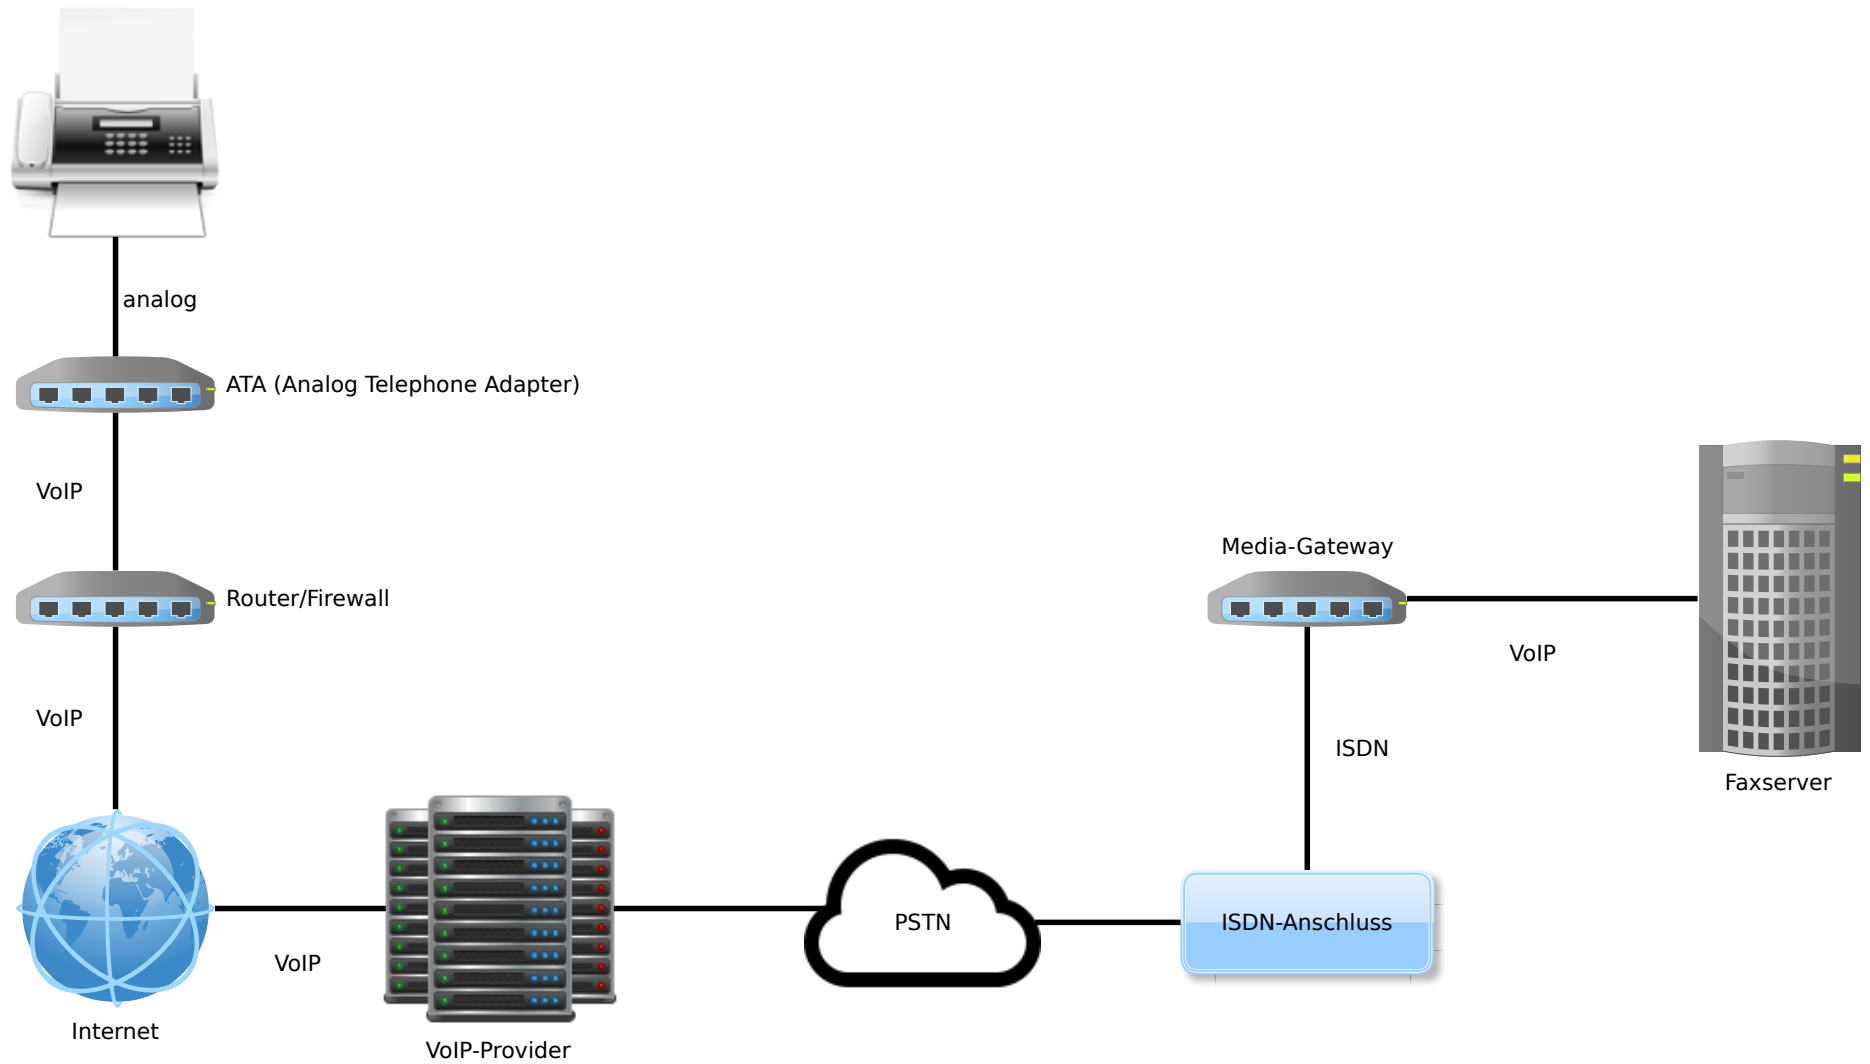 analog
ATA (Analog Telephone Adapter)
VoIP
Router/Firewall
VoIP
Internet
VoIP
VoIP-Provider
PSTN
ISDN-Anschluss
ISDN
Media-Gateway
VoIP
Faxserver